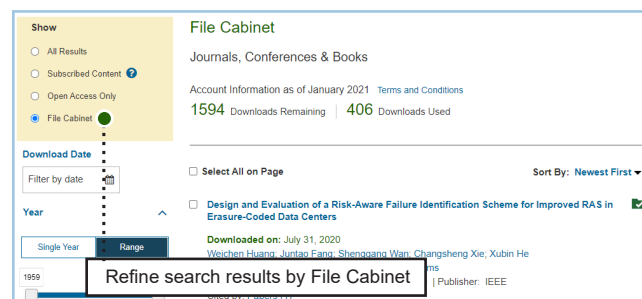 Show
All Results
Subscribed Content ?
Open Access Only
File Cabinet
Download Date
Filter by date
Year
Single Year Range
1959
File Cabinet
Journals, Conferences & Books
Account Information as of January 2021 Terms and Conditions
1594 Downloads Remaining | 406 Downloads Used
Select All on Page
Sort By: Newest First
Design and Evaluation of a Risk-Aware Failure Identification Scheme for Improved RAS in
Erasure-Coded Data Centers
Downloaded on: July 31, 2020
Weichen Huang; Juntao Fang; Shenggang Wan; Changsheng Xie; Xubin He
| Publisher: IEEE
Refine search results by File Cabinet